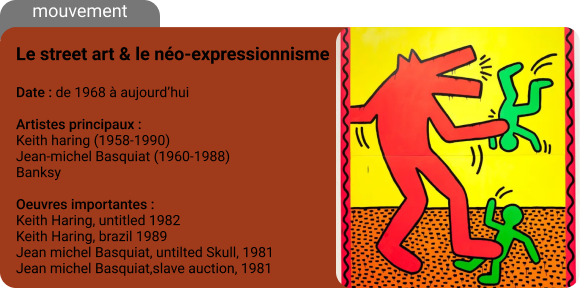 mouvement
Le street art & le néo-expressionnisme
Date : de 1968 à aujourd'hui
Artistes principaux :
Keith haring (1958-1990)
Jean-michel Basquiat (1960-1988)
Banksy
Oeuvres importantes :
Keith Haring, untitled 1982
Keith Haring, brazil 1989
Jean michel Basquiat, untilted Skull, 1981
Jean michel Basquiat,slave auction, 1981